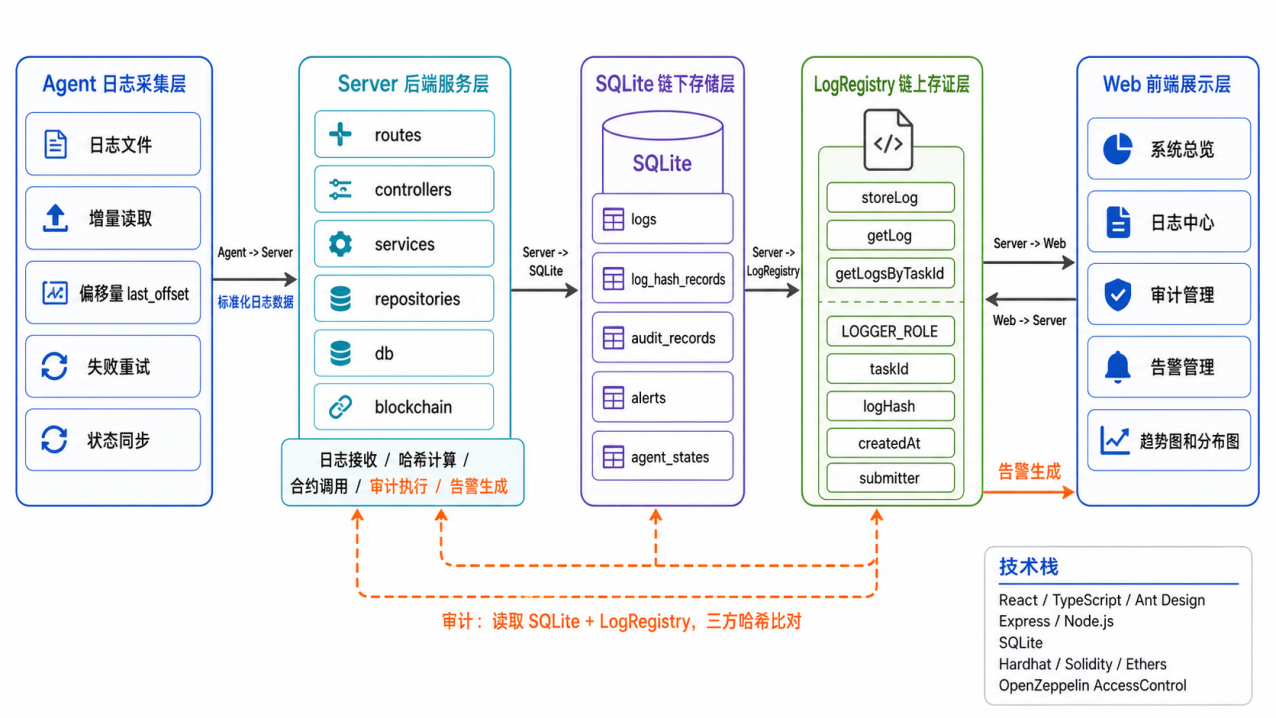 Agent 日志采集层
日志文件
增量读取
偏移量 last_offset
失败重试
状态同步
Agent -> Server
标准化日志数据
Server 后端服务层
routes
controllers
services
repositories
db
blockchain
日志接收 / 哈希计算 /
合约调用 / 审计执行 / 告警生成
Server ->
SQLite
SQLite 链下存储层
SQLite
logs
log_hash_records
audit_records
alerts
agent_states
Server ->
LogRegistry
LogRegistry 链上存证层
</>
storeLog
getLog
getLogsByTaskId
LOGGER_ROLE
taskId
logHash
createdAt
submitter
Server -> Web
Web -> Server
告警生成
Web 前端展示层
系统总览
日志中心
审计管理
告警管理
趋势图和分布图
审计：读取 SQLite + LogRegistry，三方哈希比对
技术栈
React / TypeScript / Ant Design
Express / Node.js
SQLite
Hardhat / Solidity / Ethers
OpenZeppelin AccessControl